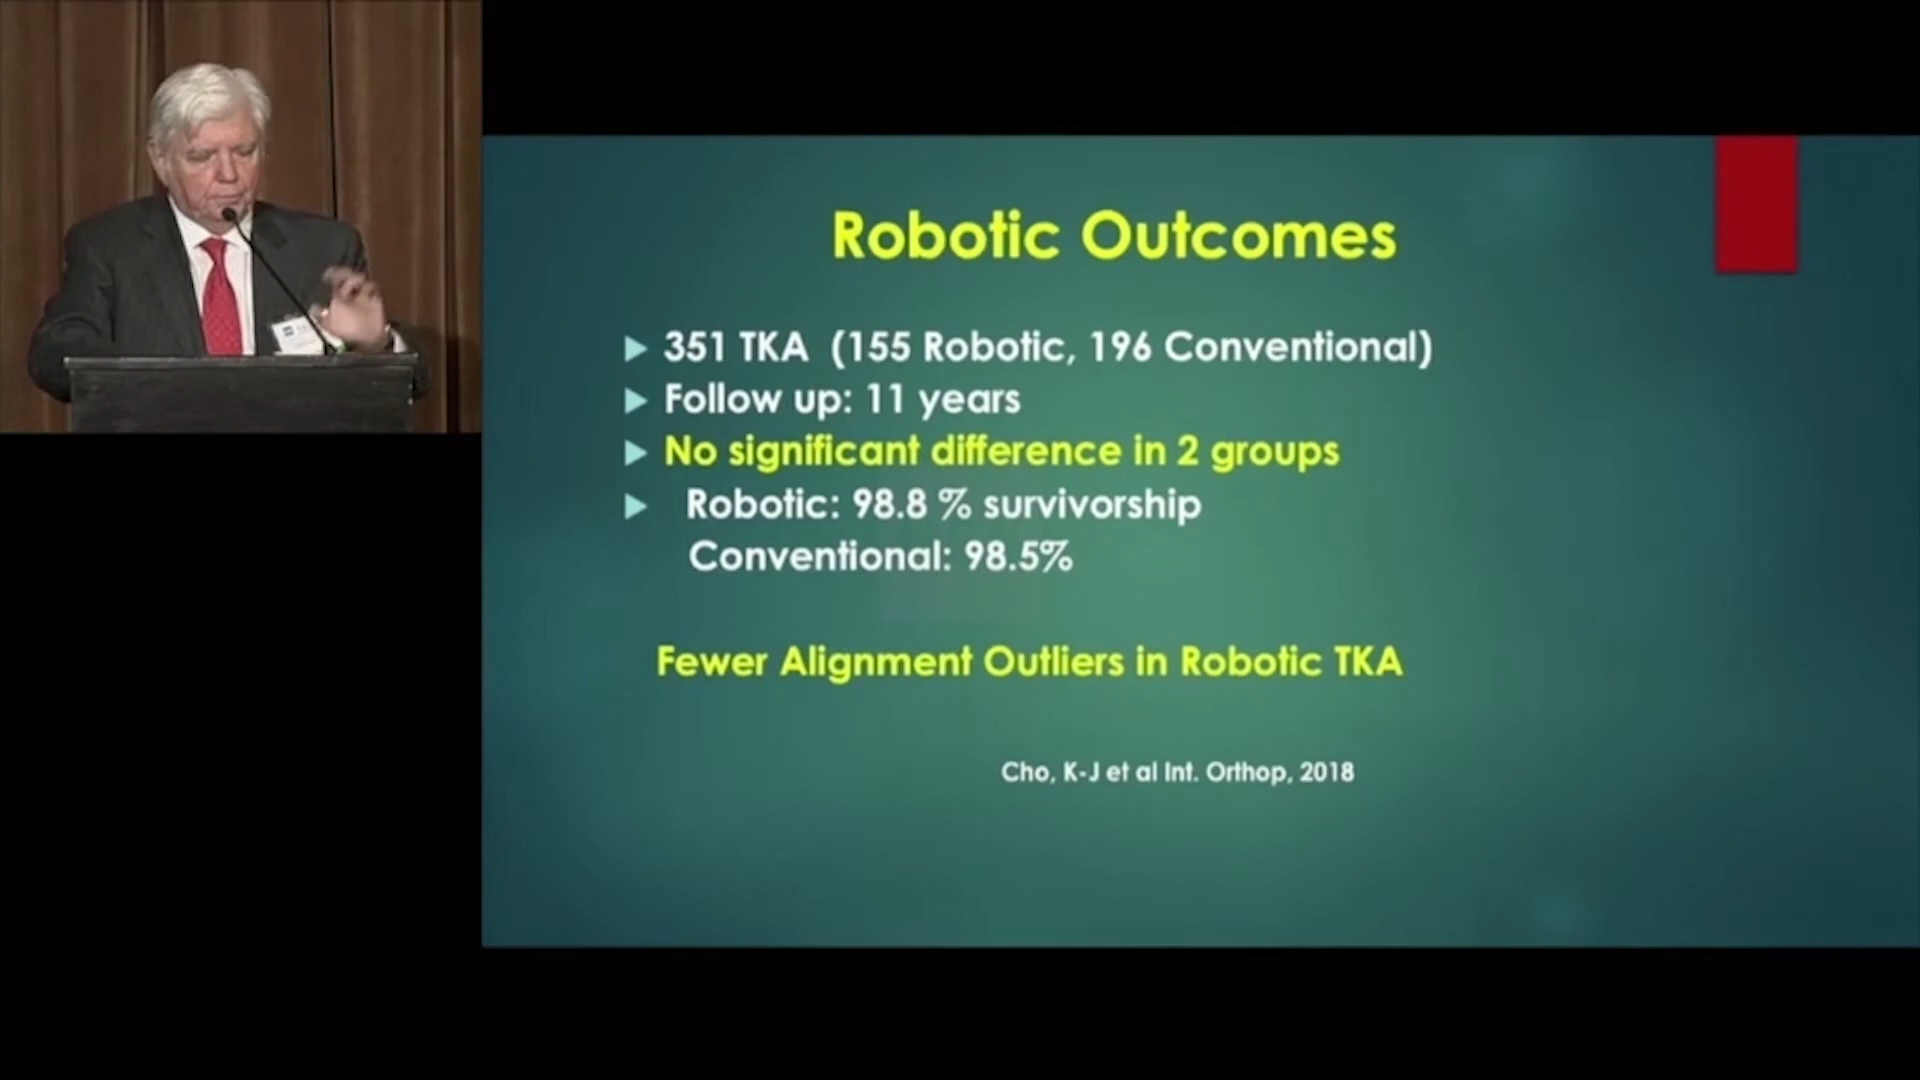 Robotic Outcomes
351 TKA (155 Robotic, 196 Conventional)
Follow up: 11 years
No significant difference in 2 groups
Robotic: 98.8 % survivorship
Conventional: 98.5%
Fewer Alignment Outliers in Robotic TKA
Cho, K-J et al Int. Orthop, 2018